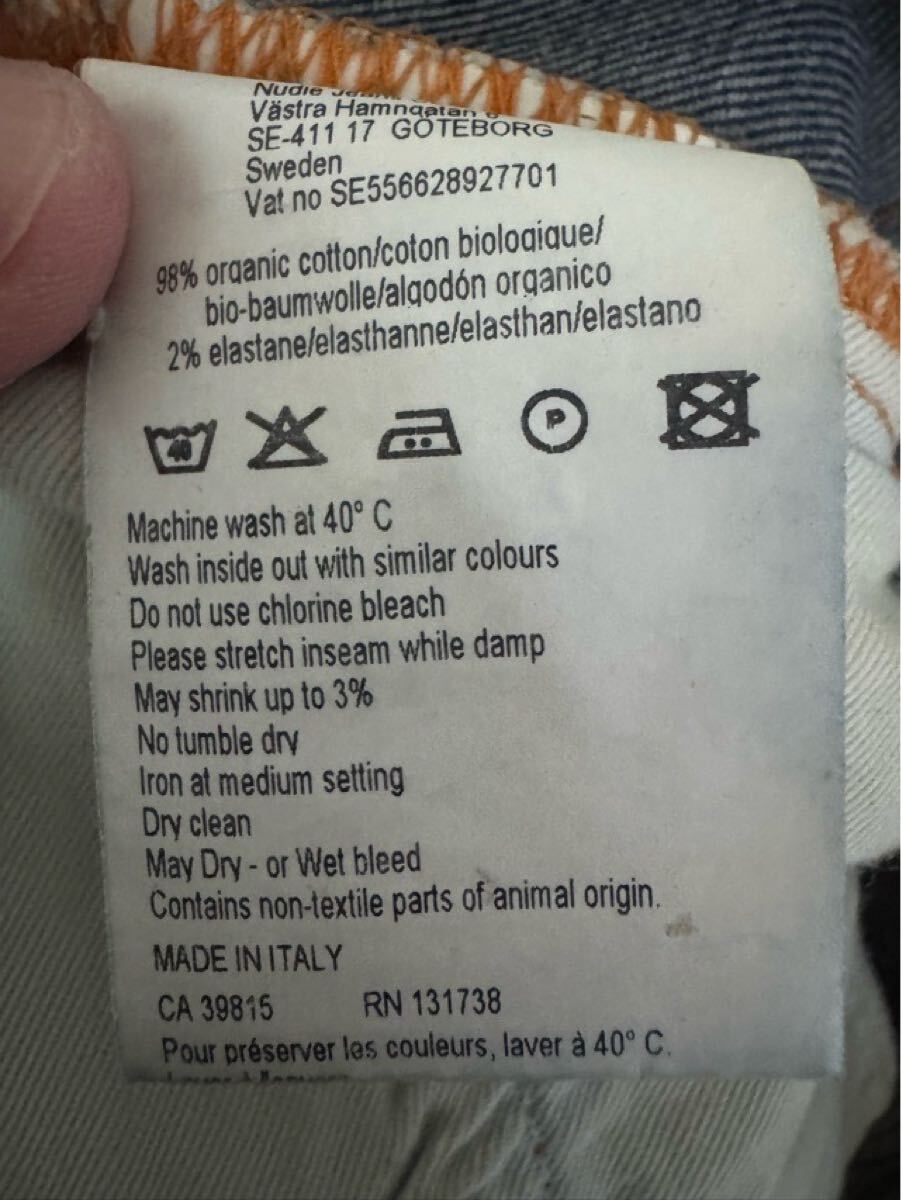 Nudie
Västra Hamngatan
SE-411 17 GÖTEBORG
Sweden
Vat no SE556628927701
98% organic cotton/coton biologique/
bio-baumwolle/algodón organico
2% elastane/elasthanne/elasthan/elastano
40
P
Machine wash at 40° C
Wash inside out with similar colours
Do not use chlorine bleach
Please stretch inseam while damp
May shrink up to 3%
No tumble dry
Iron at medium setting
Dry clean
May Dry - or Wet bleed
Contains non-textile parts of animal origin.
MADE IN ITALY
CA 39815 RN 131738
Pour préserver les couleurs, laver à 40° C.